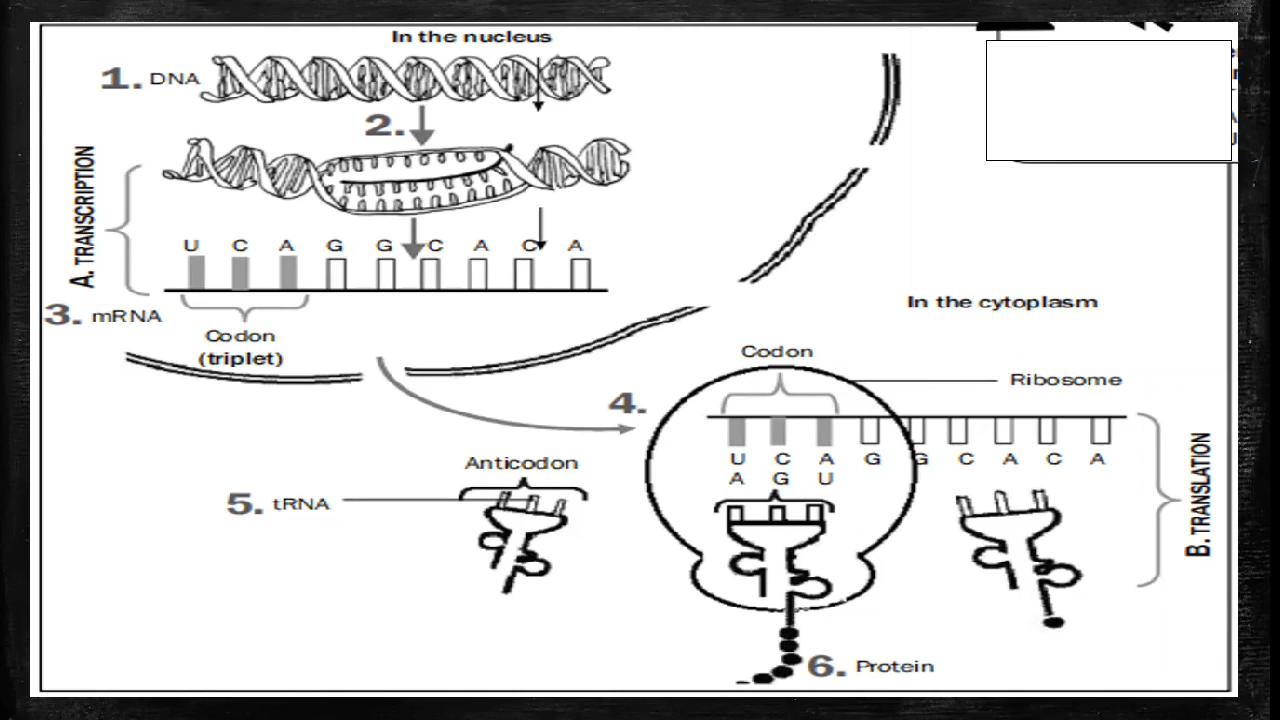 In the nucleus
1. DNA
2.
A. TRANSCRIPTION
U C A G G C A C A
3. mRNA
Codon
(triplet)
In the cytoplasm
Codon
Ribosome
4.
U C A G G C A C A
A G U
Anticodon
5. tRNA
B. TRANSLATION
6. Protein